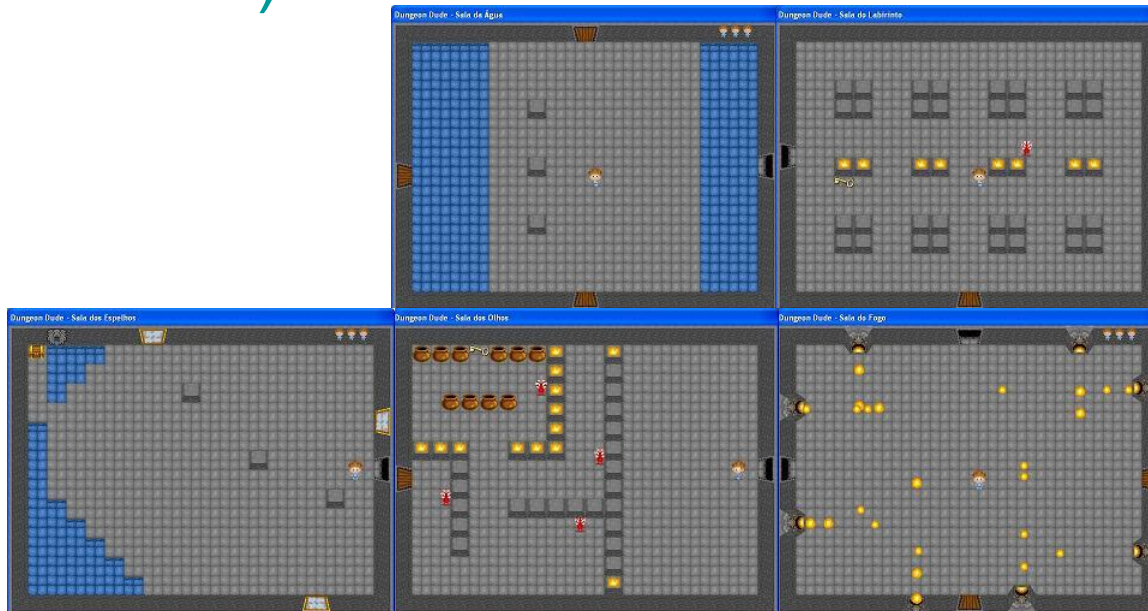 )
Dungeon Dude - Sala da Água
Dungeon Dude - Sala do Labirinto
Dungeon Dude - Sala dos Espelhos
Dungeon Dude - Sala dos Olhos
Dungeon Dude - Sala do Fogo